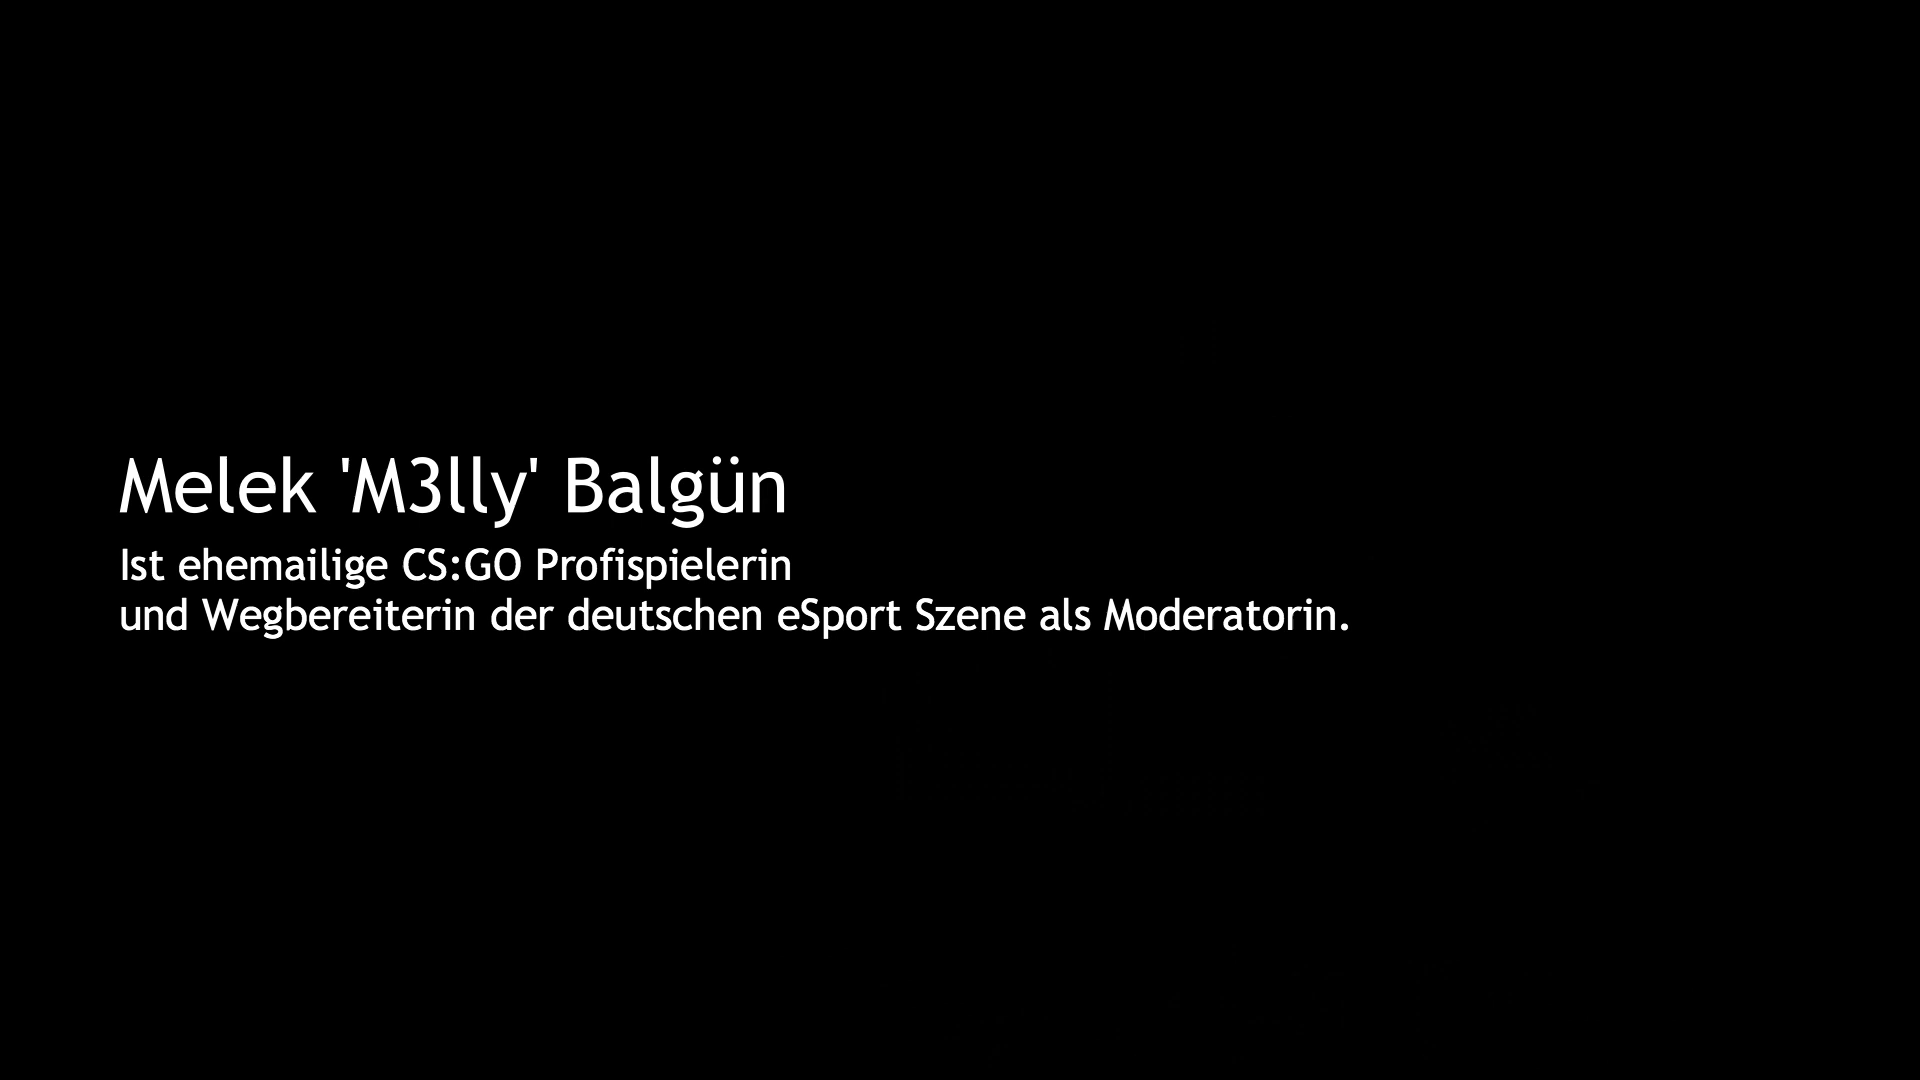 Melek 'M3lly' Balgün
Ist ehemailige CS:GO Profispielerin
und Wegbereiterin der deutschen eSport Szene als Moderatorin.